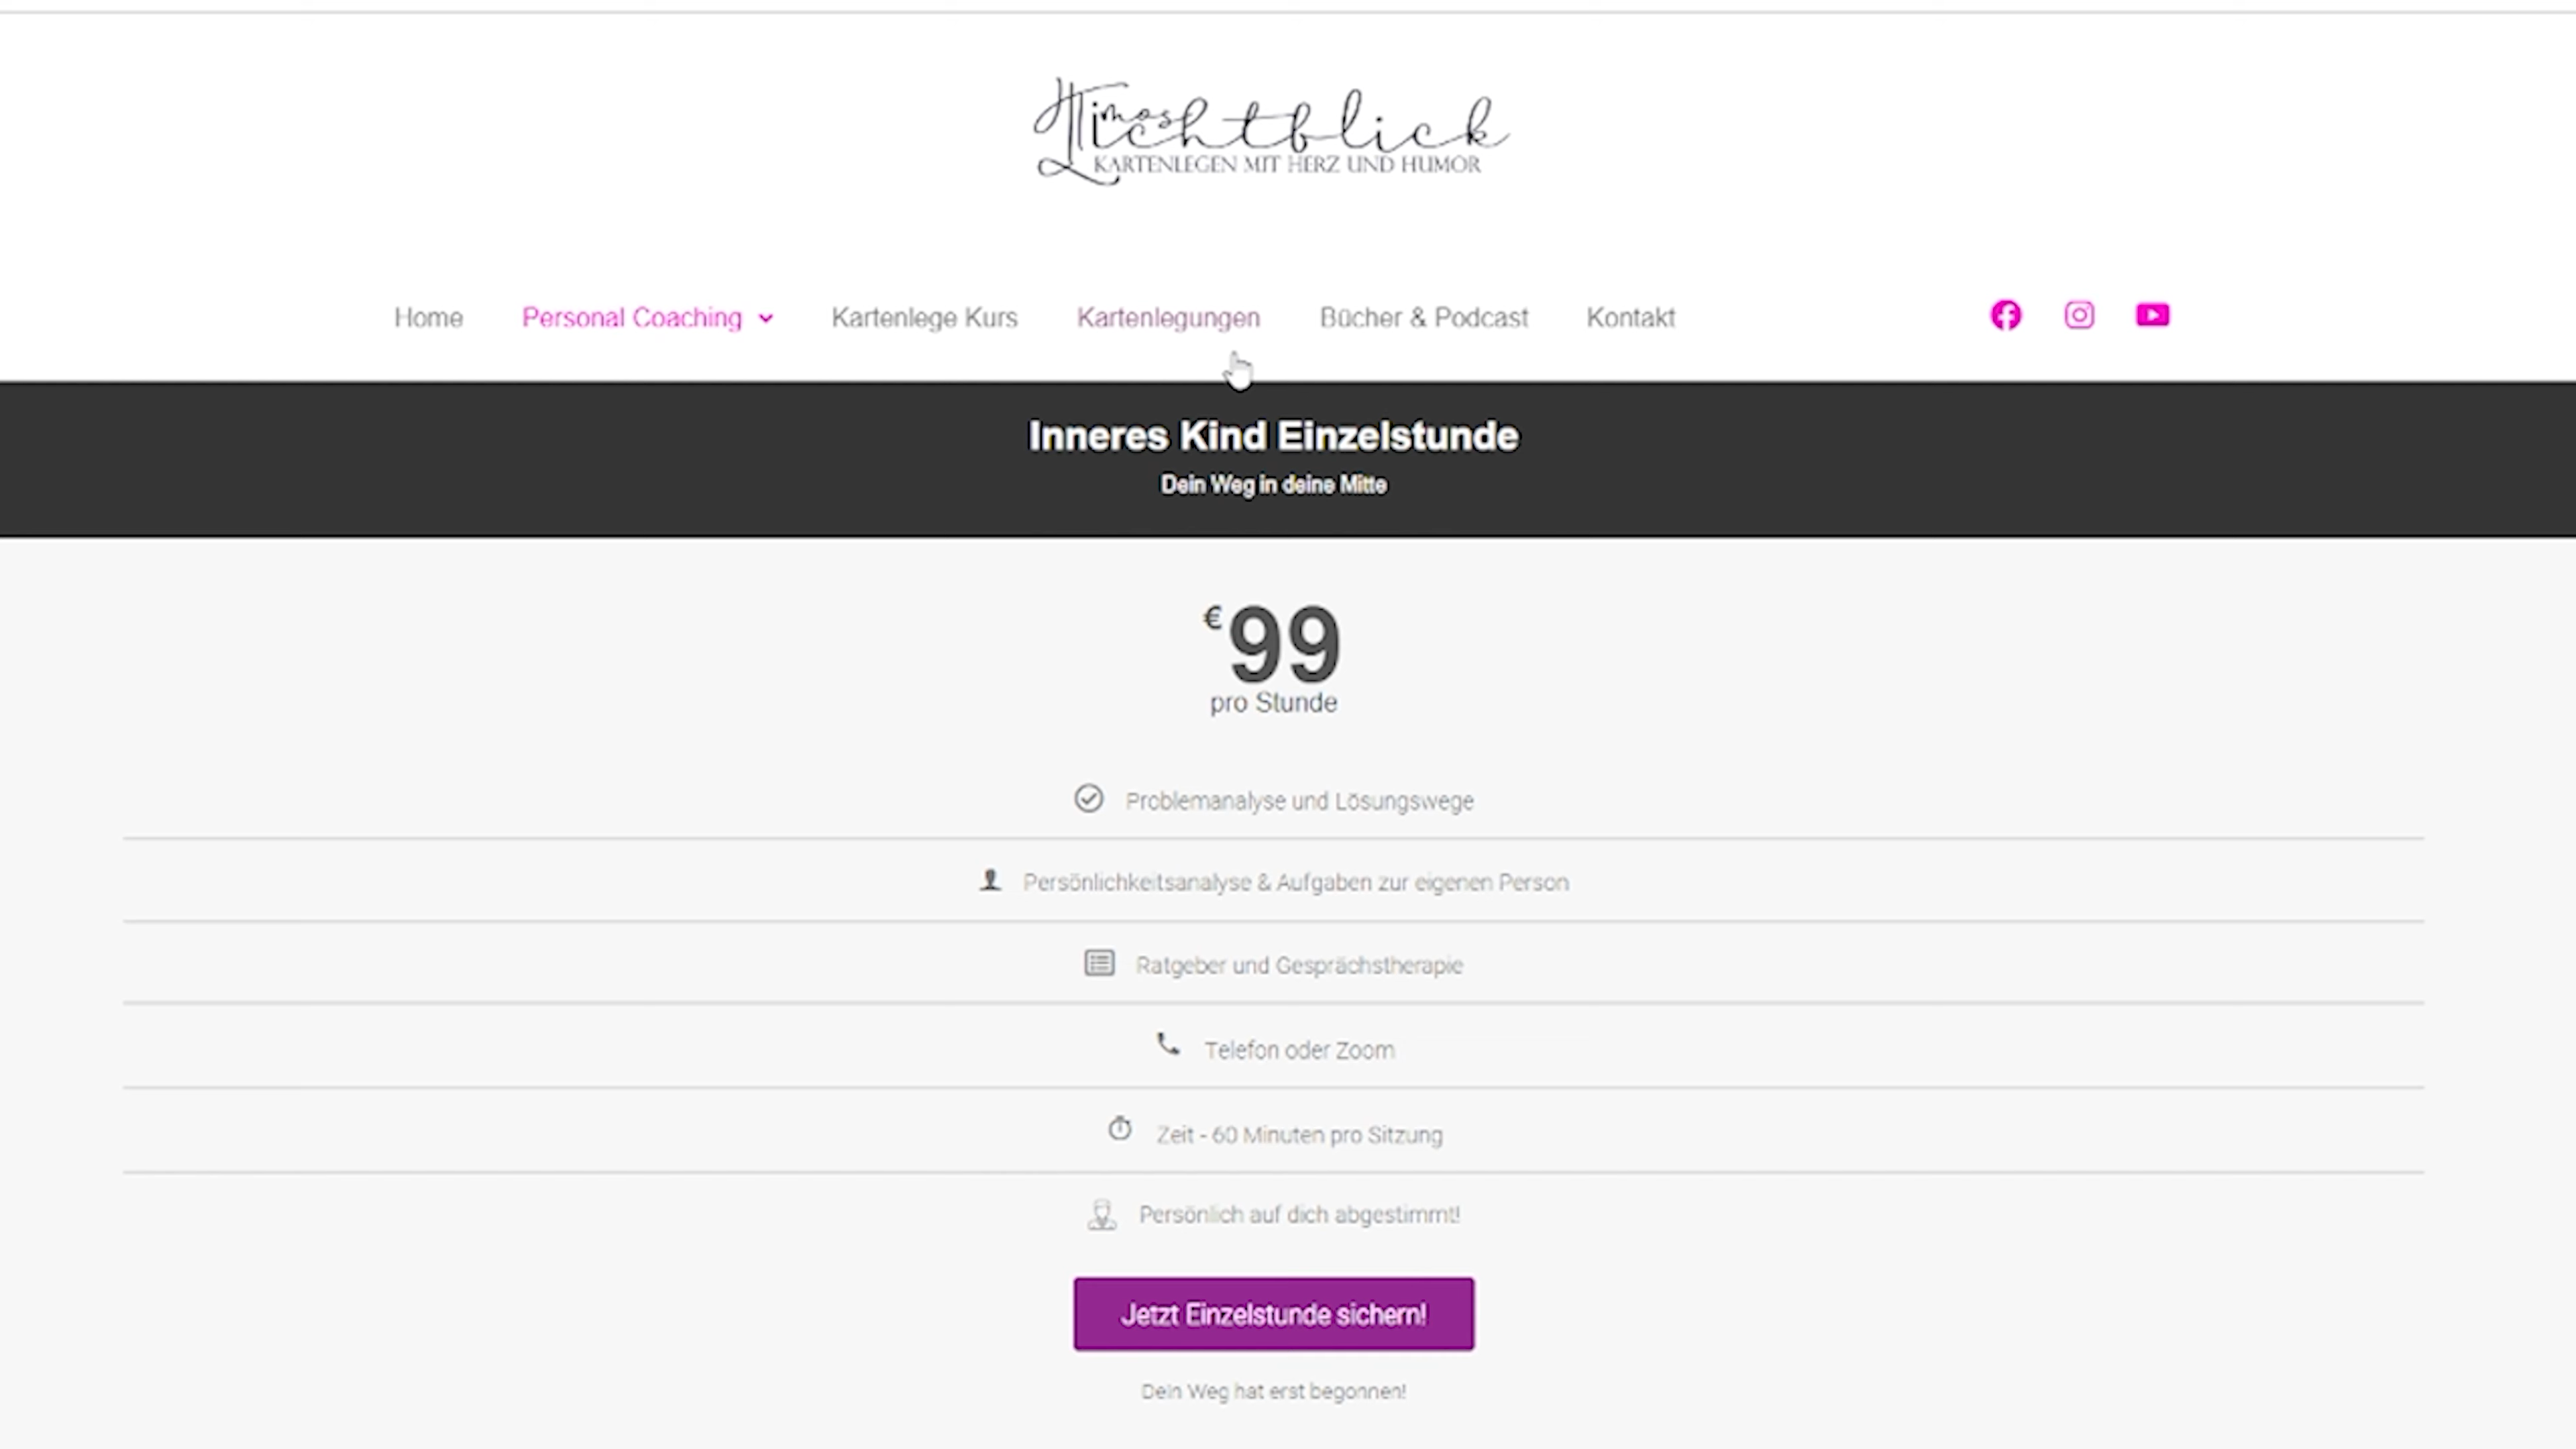 Timos
Lichtblick
KARTENLEGEN MIT HERZ UND HUMOR
Home Personal Coaching Kartenlege Kurs Kartenlegungen Bücher & Podcast Kontakt
Inneres Kind Einzelstunde
Dein Weg in deine Mitte
€ 99
pro Stunde
Problemanalyse und Lösungswege
Persönlichkeitsanalyse & Aufgaben zur eigenen Person
Ratgeber und Gesprächstherapie
Telefon oder Zoom
Zeit - 60 Minuten pro Sitzung
Persönlich auf dich abgestimmt!
Jetzt Einzelstunde sichern!
Dein Weg hat erst begonnen!